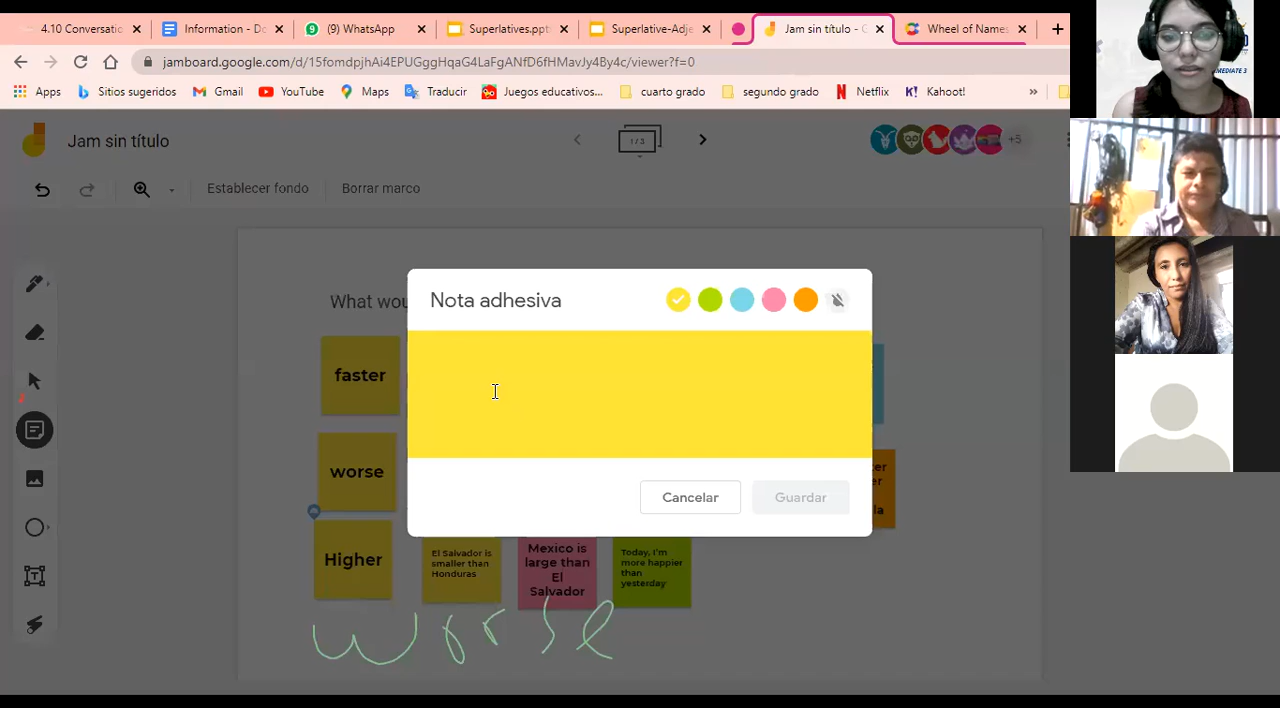 4.10 Conversatio
Information - Do
(9) WhatsApp
Superlatives.ppt
Superlative-Adje
Jam sin título - G
Wheel of Names
jamboard.google.com/d/15fomdpjhAi4EPUGggHqaG4LaFgANfD6fHMavJy4By4c/viewer?f=0
Apps
Sitios sugeridos
Gmail
YouTube
Maps
Traducir
Juegos educativos...
cuarto grado
segundo grado
Netflix
Kahoot!
»
Jam sin título
1 / 3
+5
Establecer fondo
Borrar marco
What wou
Nota adhesiva
faster
worse
Higher
Cancelar
Guardar
El Salvador is
smaller than
Honduras
Mexico is
large than
El
Salvador
Today, I'm
more happier
than
yesterday
worse
MEDIATE 3